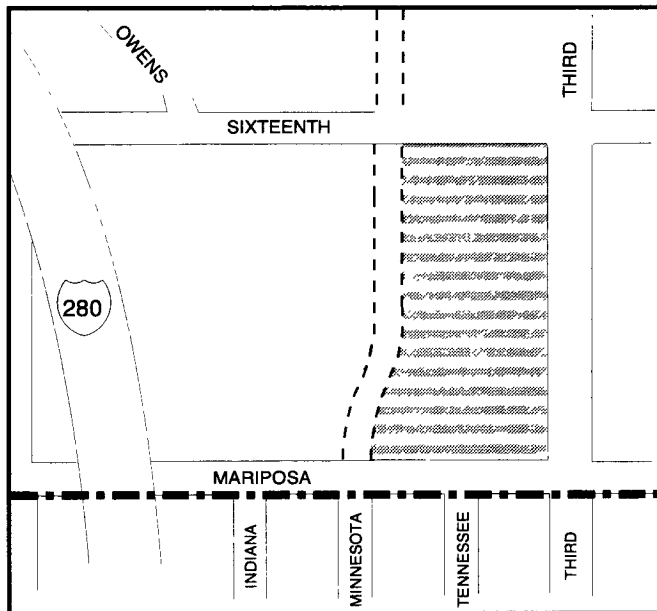 OWENS
THIRD
SIXTEENTH
280
MARIPOSA
INDIANA
MINNESOTA
TENNESSEE
THIRD